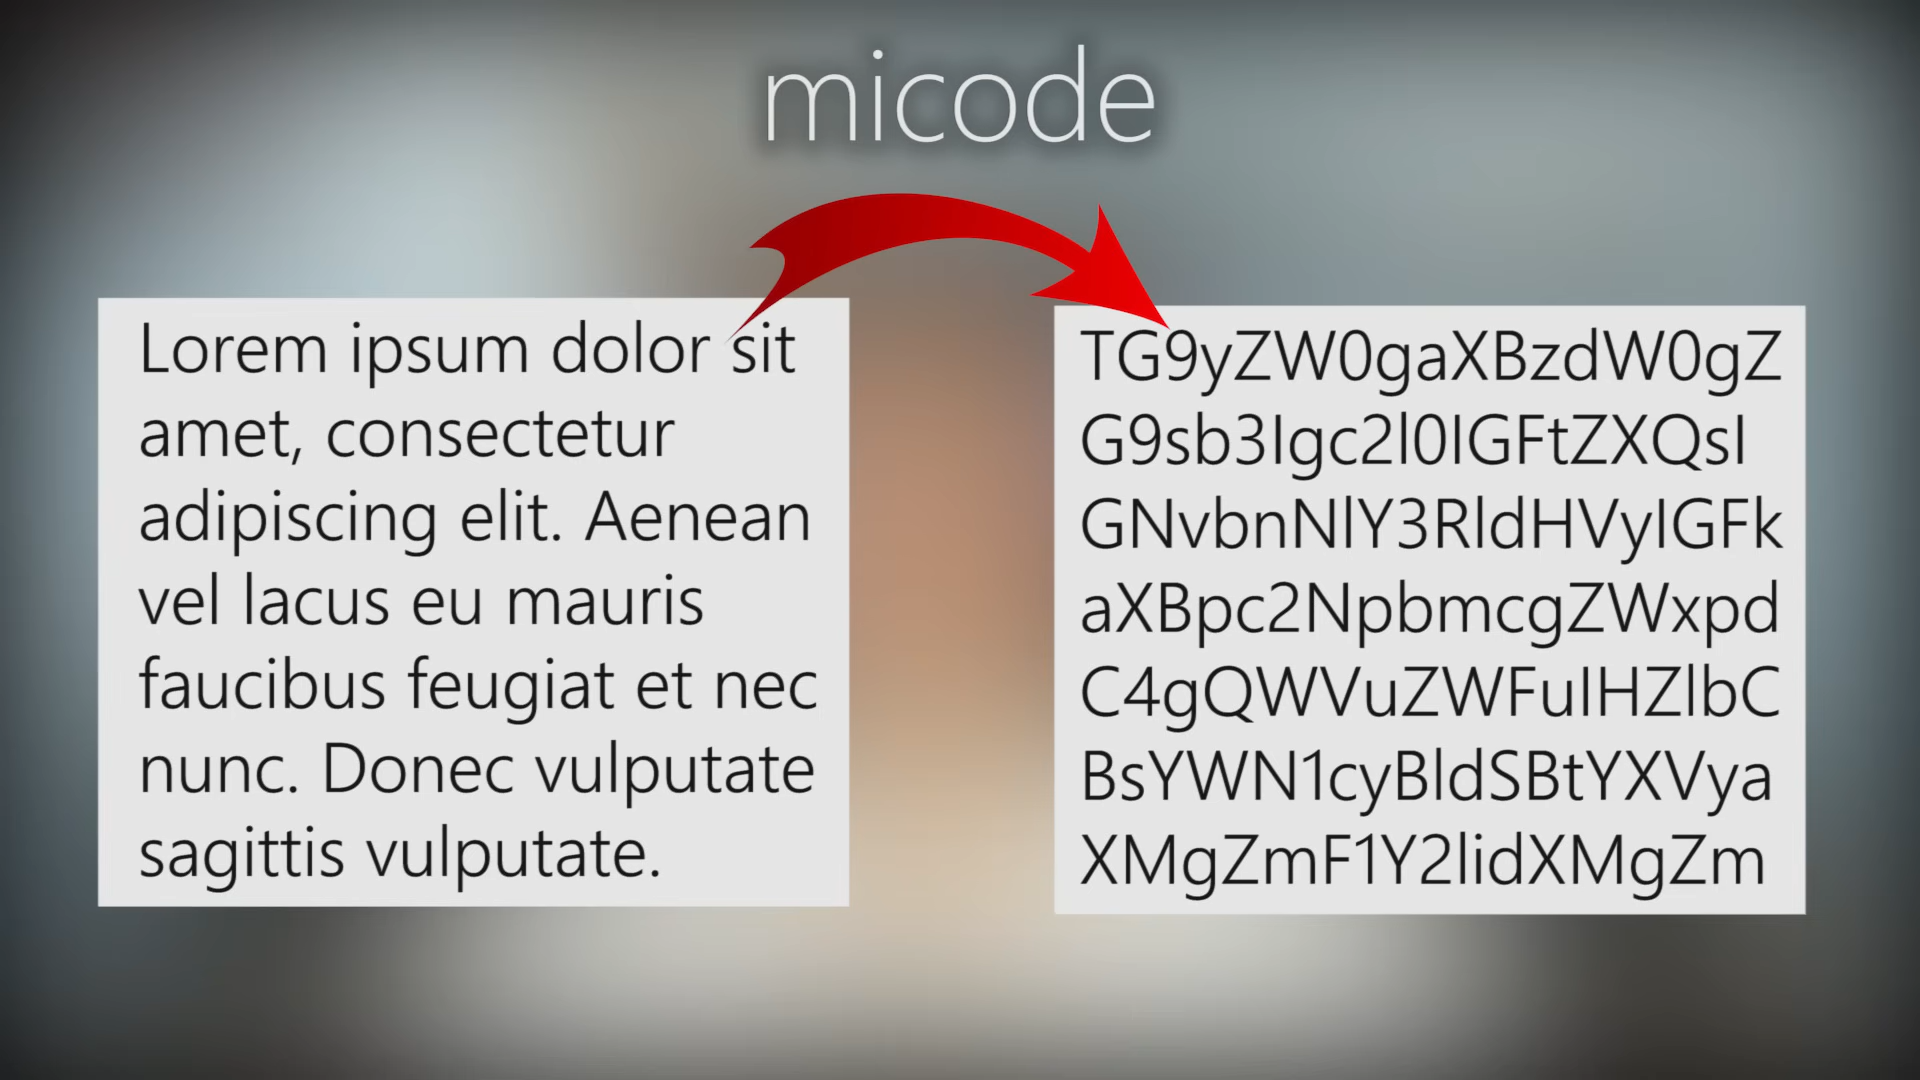 micode
Lorem ipsum dolor sit
amet, consectetur
adipiscing elit. Aenean
vel lacus eu mauris
faucibus feugiat et nec
nunc. Donec vulputate
sagittis vulputate.
TG9yZW0gaXBzdW0gZ
G9sb3Igc2l0IGFtZXQsI
GNvbnNlY3RldHVyIGFk
aXBpc2NpbmcgZWxpd
C4gQWVuZWFuIHZlbC
BsYWN1cyBldSBtYXVya
XMgZmF1Y2lidXMgZm